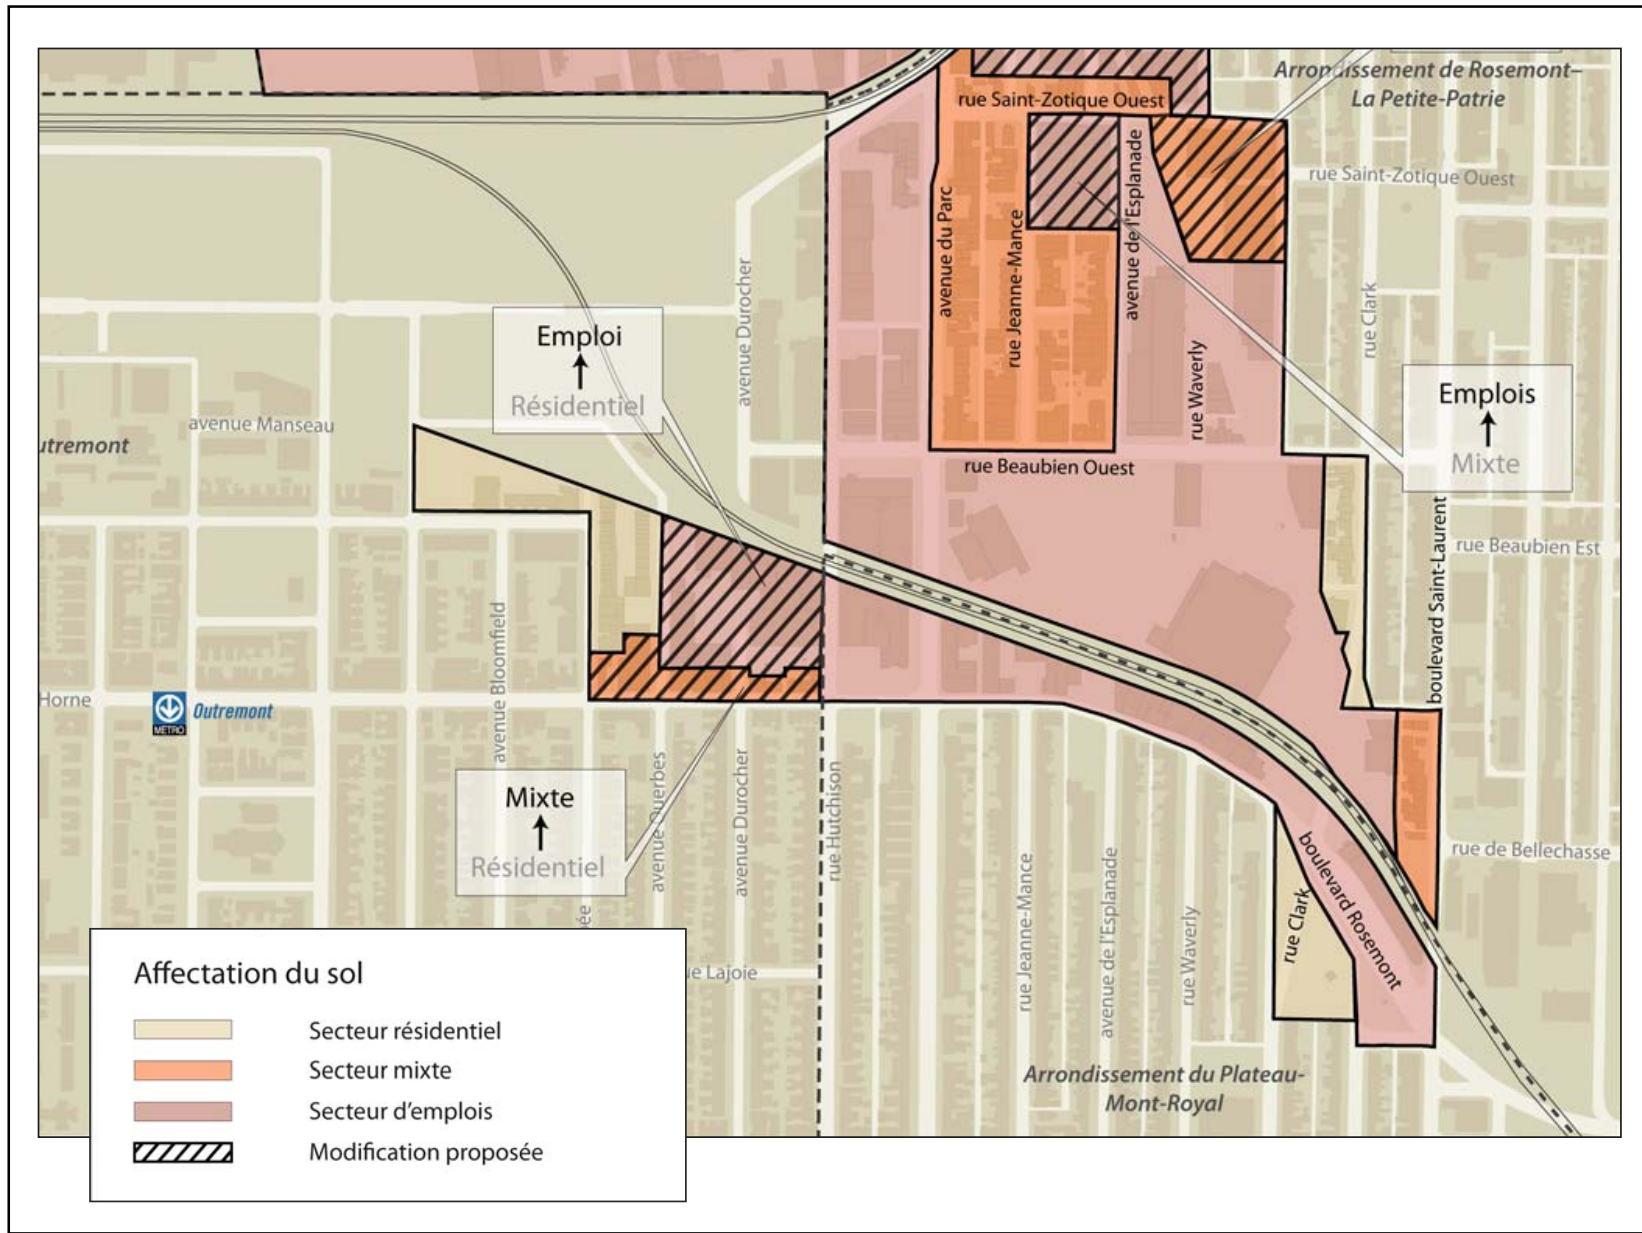 Arrondissement de Rosemont–
La Petite-Patrie
rue Saint-Zotique Ouest
rue Saint-Zotique Ouest
avenue du Parc
rue Jeanne-Mance
avenue de l'Esplanade
rue Waverly
rue Clark
avenue Durocher
Emploi
Résidentiel
Emplois
Mixte
avenue Manseau
utremont
rue Beaubien Ouest
boulevard Saint-Laurent
rue Beaubien Est
avenue Bloomfield
Horne
METRO
Outremont
Mixte
Résidentiel
avenue Querbes
avenue Durocher
rue Hutchison
rue Jeanne-Mance
avenue de l'Esplanade
rue Waverly
rue Clark
boulevard Rosemont
rue de Bellechasse
ée
ue Lajoie
Arrondissement du Plateau-
Mont-Royal
Affectation du sol
Secteur résidentiel
Secteur mixte
Secteur d'emplois
Modification proposée